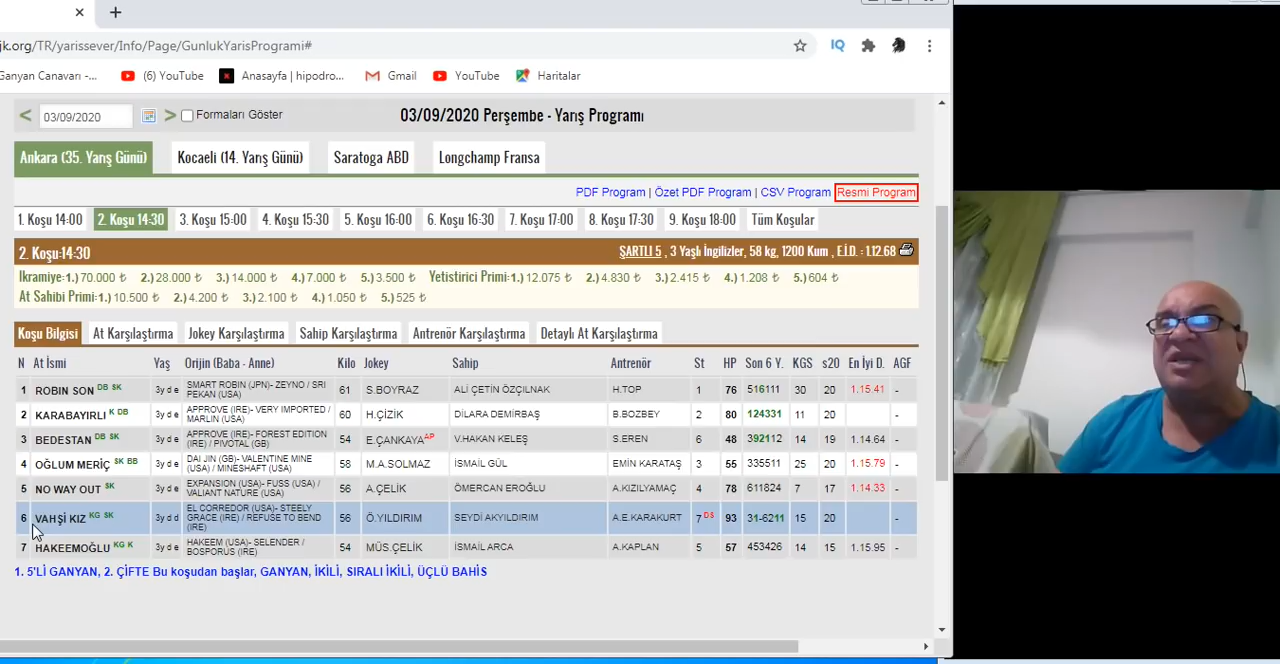 jk.org/TR/yarissever/Info/Page/GunlukYarisProgrami#
IQ
Ganyan Canavarı -... (6) YouTube Anasayfa | hipodro... Gmail YouTube Haritalar
< 03/09/2020 > Formaları Göster 03/09/2020 Perşembe - Yarış Programı
Ankara (35. Yarış Günü) Kocaeli (14. Yarış Günü) Saratoga ABD Longchamp Fransa
PDF Program | Özet PDF Program | CSV Program Resmi Program
1. Koşu 14:00 2. Koşu 14:30 3. Koşu 15:00 4. Koşu 15:30 5. Koşu 16:00 6. Koşu 16:30 7. Koşu 17:00 8. Koşu 17:30 9. Koşu 18:00 Tüm Koşular
2. Koşu:14:30 ŞARTLI 5 , 3 Yaşlı İngilizler, 58 kg, 1200 Kum , E.İ.D. : 1.12.68
İkramiye:1.) 70.000 ₺ 2.) 28.000 ₺ 3.) 14.000 ₺ 4.) 7.000 ₺ 5.) 3.500 ₺ Yetistirici Primi:1.) 12.075 ₺ 2.) 4.830 ₺ 3.) 2.415 ₺ 4.) 1.208 ₺ 5.) 604 ₺
At Sahibi Primi:1.) 10.500 ₺ 2.) 4.200 ₺ 3.) 2.100 ₺ 4.) 1.050 ₺ 5.) 525 ₺
Koşu Bilgisi At Karşılaştırma Jokey Karşılaştırma Sahip Karşılaştırma Antrenör Karşılaştırma Detaylı At Karşılaştırma
N At İsmi Yaş Orijin (Baba - Anne) Kilo Jokey Sahip Antrenör St HP Son 6 Y. KGS s20 En İyi D. AGF
1 ROBIN SON DB SK 3y d e SMART ROBIN (JPN)- ZEYNO / SRI PEKAN (USA) 61 S.BOYRAZ ALİ ÇETİN ÖZÇILNAK H.TOP 1 76 516111 30 20 1.15.41 -
2 KARABAYIRLI K DB 3y d e APPROVE (IRE)- VERY IMPORTED / MARLIN (USA) 60 H.ÇİZİK DİLARA DEMİRBAŞ B.BOZBEY 2 80 124331 11 20 -
3 BEDESTAN DB SK 3y d e APPROVE (IRE)- FOREST EDITION (IRE) / PIVOTAL (GB) 54 E.ÇANKAYA AP V.HAKAN KELEŞ S.EREN 6 48 392112 14 19 1.14.64 -
4 OĞLUM MERİÇ SK BB 3y d e DAI JIN (GB)- VALENTINE MINE (USA) / MINESHAFT (USA) 58 M.A.SOLMAZ İSMAİL GÜL EMİN KARATAŞ 3 55 335511 25 20 1.15.79 -
5 NO WAY OUT SK 3y d e EXPANSION (USA)- FUSS (USA) / VALIANT NATURE (USA) 56 A.ÇELİK ÖMERCAN EROĞLU A.KIZILYAMAÇ 4 78 611824 7 17 1.14.33 -
6 VAHŞİ KIZ KG SK 3y d d EL CORREDOR (USA)- STEELY GRACE (IRE) / REFUSE TO BEND (IRE) 56 Ö.YILDIRIM SEYDİ AKYILDIRIM A.E.KARAKURT 7 DS 93 31-6211 15 20 -
7 HAKEEMOĞLU KG K 3y d e HAKEEM (USA)- SELENDER / BOSPORUS (IRE) 54 MÜS.ÇELİK İSMAİL ARCA A.KAPLAN 5 57 453426 14 15 1.15.95 -
1. 5'Lİ GANYAN, 2. ÇİFTE Bu koşudan başlar, GANYAN, İKİLİ, SIRALI İKİLİ, ÜÇLÜ BAHİS